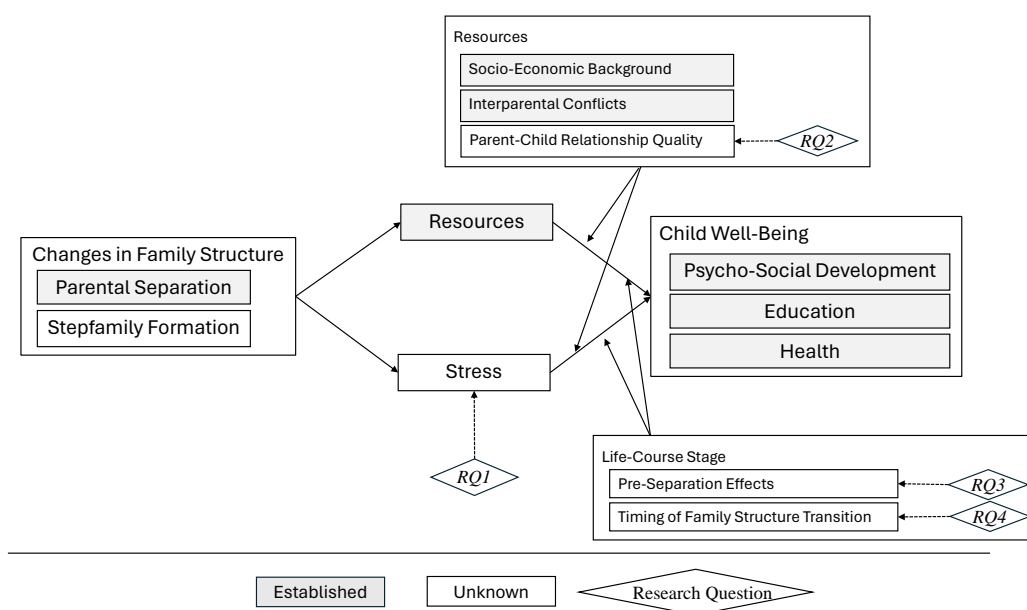 Resources
Socio-Economic Background
Interparental Conflicts
Parent-Child Relationship Quality
RQ2
Resources
Changes in Family Structure
Parental Separation
Stepfamily Formation
Child Well-Being
Psycho-Social Development
Education
Health
Stress
RQ1
Life-Course Stage
Pre-Separation Effects
RQ3
Timing of Family Structure Transition
RQ4
Established
Unknown
Research Question